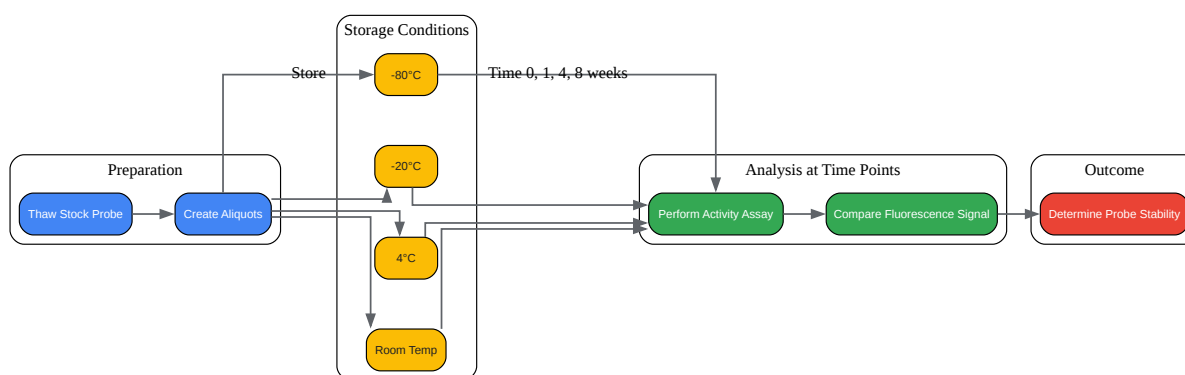 Storage Conditions
-80°C
Store
Time 0, 1, 4, 8 weeks
-20°C
4°C
Room Temp
Preparation
Thaw Stock Probe
Create Aliquots
Analysis at Time Points
Perform Activity Assay
Compare Fluorescence Signal
Outcome
Determine Probe Stability